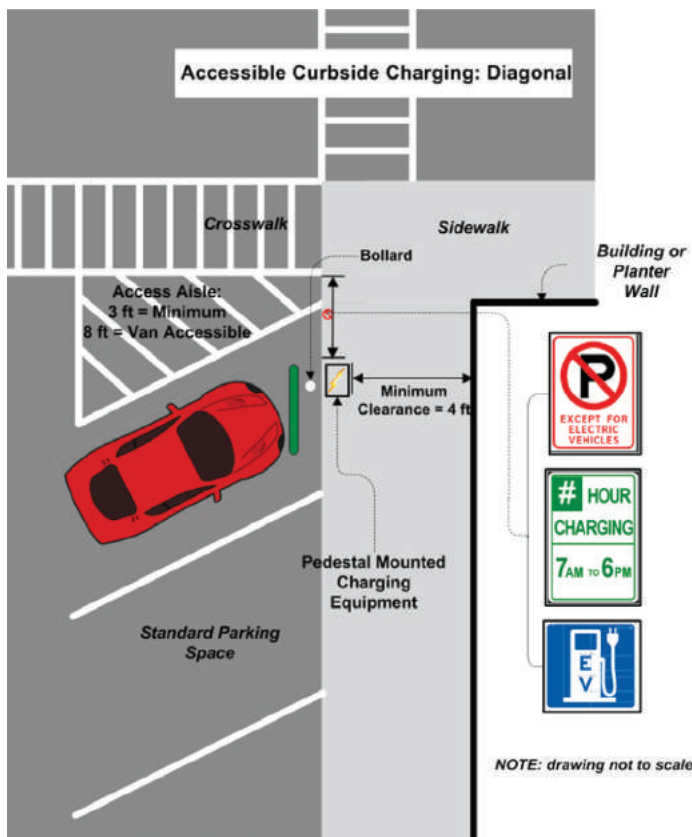 Accessible Curbside Charging: Diagonal
Crosswalk
Sidewalk
Bollard
Building or
Planter
Wall
Access Aisle:
3 ft = Minimum
8 ft = Van Accessible
Minimum
Clearance = 4 ft
P
EXCEPT FOR
ELECTRIC
VEHICLES
# HOUR
CHARGING
7AM TO 6PM
Pedestal Mounted
Charging
Equipment
Standard Parking
Space
E
V
NOTE: drawing not to scale